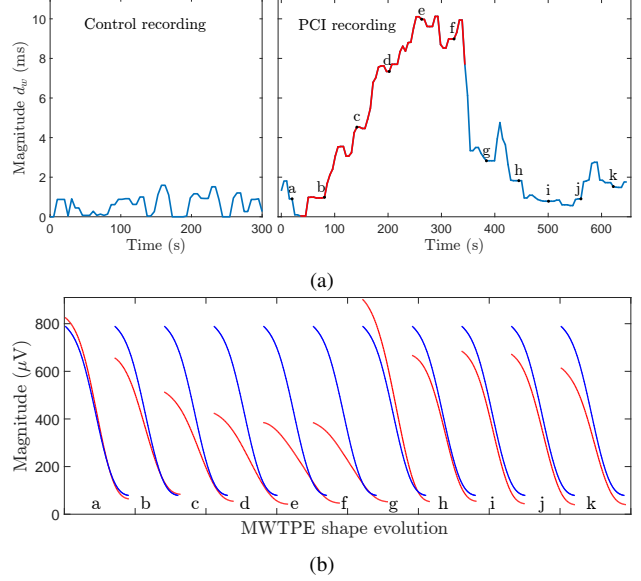 Control recording
PCI recording
Magnitude d_w (ms)
10
8
6
4
2
0
0 100 200 300
Time (s)
a b c d e f g h i j k
0 100 200 300 400 500 600
Time (s)
(a)
Magnitude (μV)
800
600
400
200
0
a b c d e f g h i j k
MWTPE shape evolution
(b)